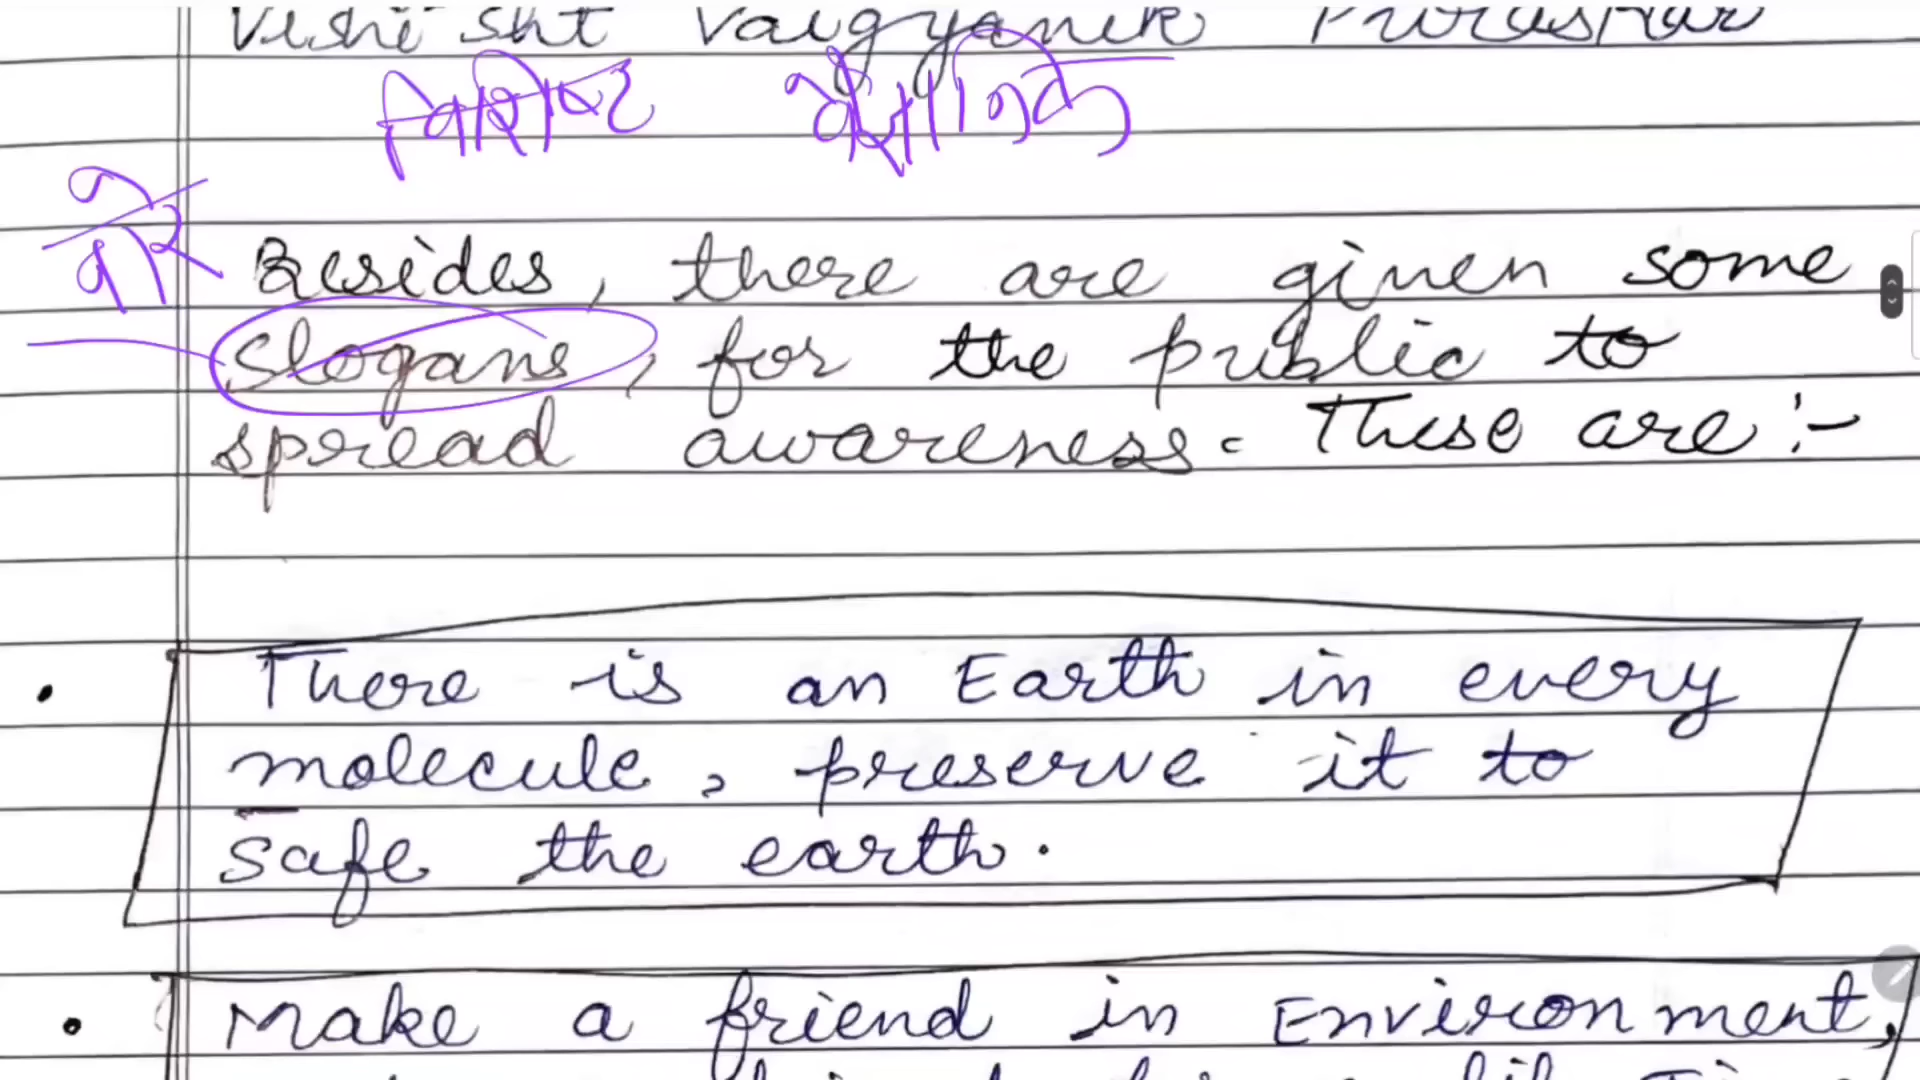 Vishisht Vaigyanik Puruskar
विशिष्ट वैज्ञानिक
नारे
Besides, there are given some
slogans, for the public to
spread awareness. These are :-
• There is an Earth in every
molecule, preserve it to
safe the earth.
• Make a friend in Environment,